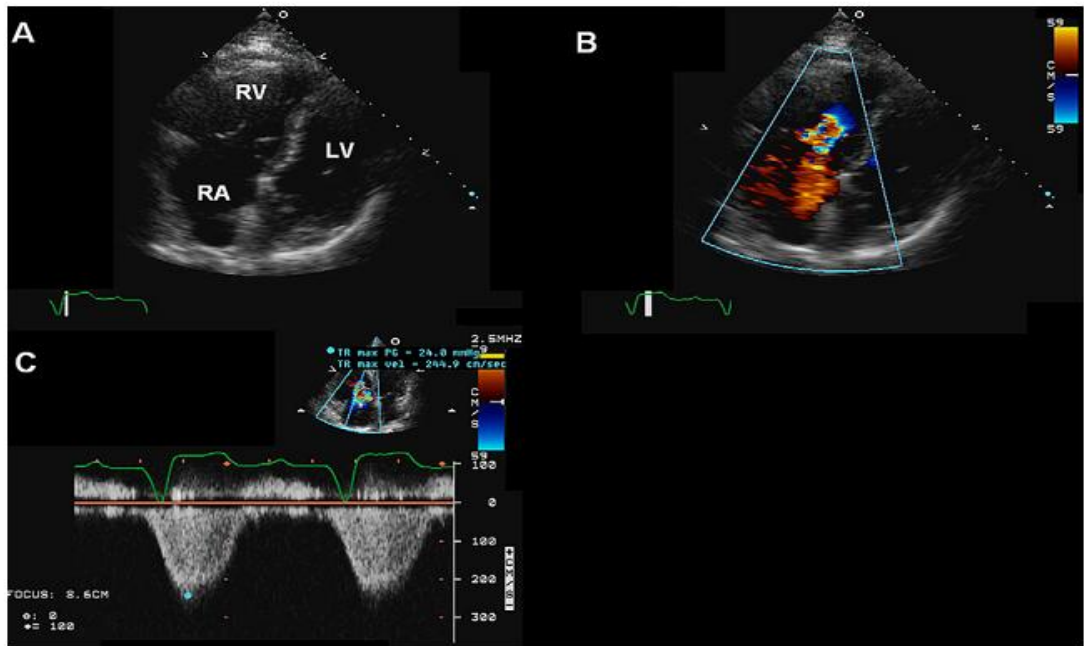 A
RV
LV
RA
B
59
CM/S
59
C
2.5MHZ
TR max PG = 24.0 mmHg
TR max vel = 244.9 cm/sec
CM/S
59
100
0
100
200
300
FOCUS: 8.6CM
: 0
= 100